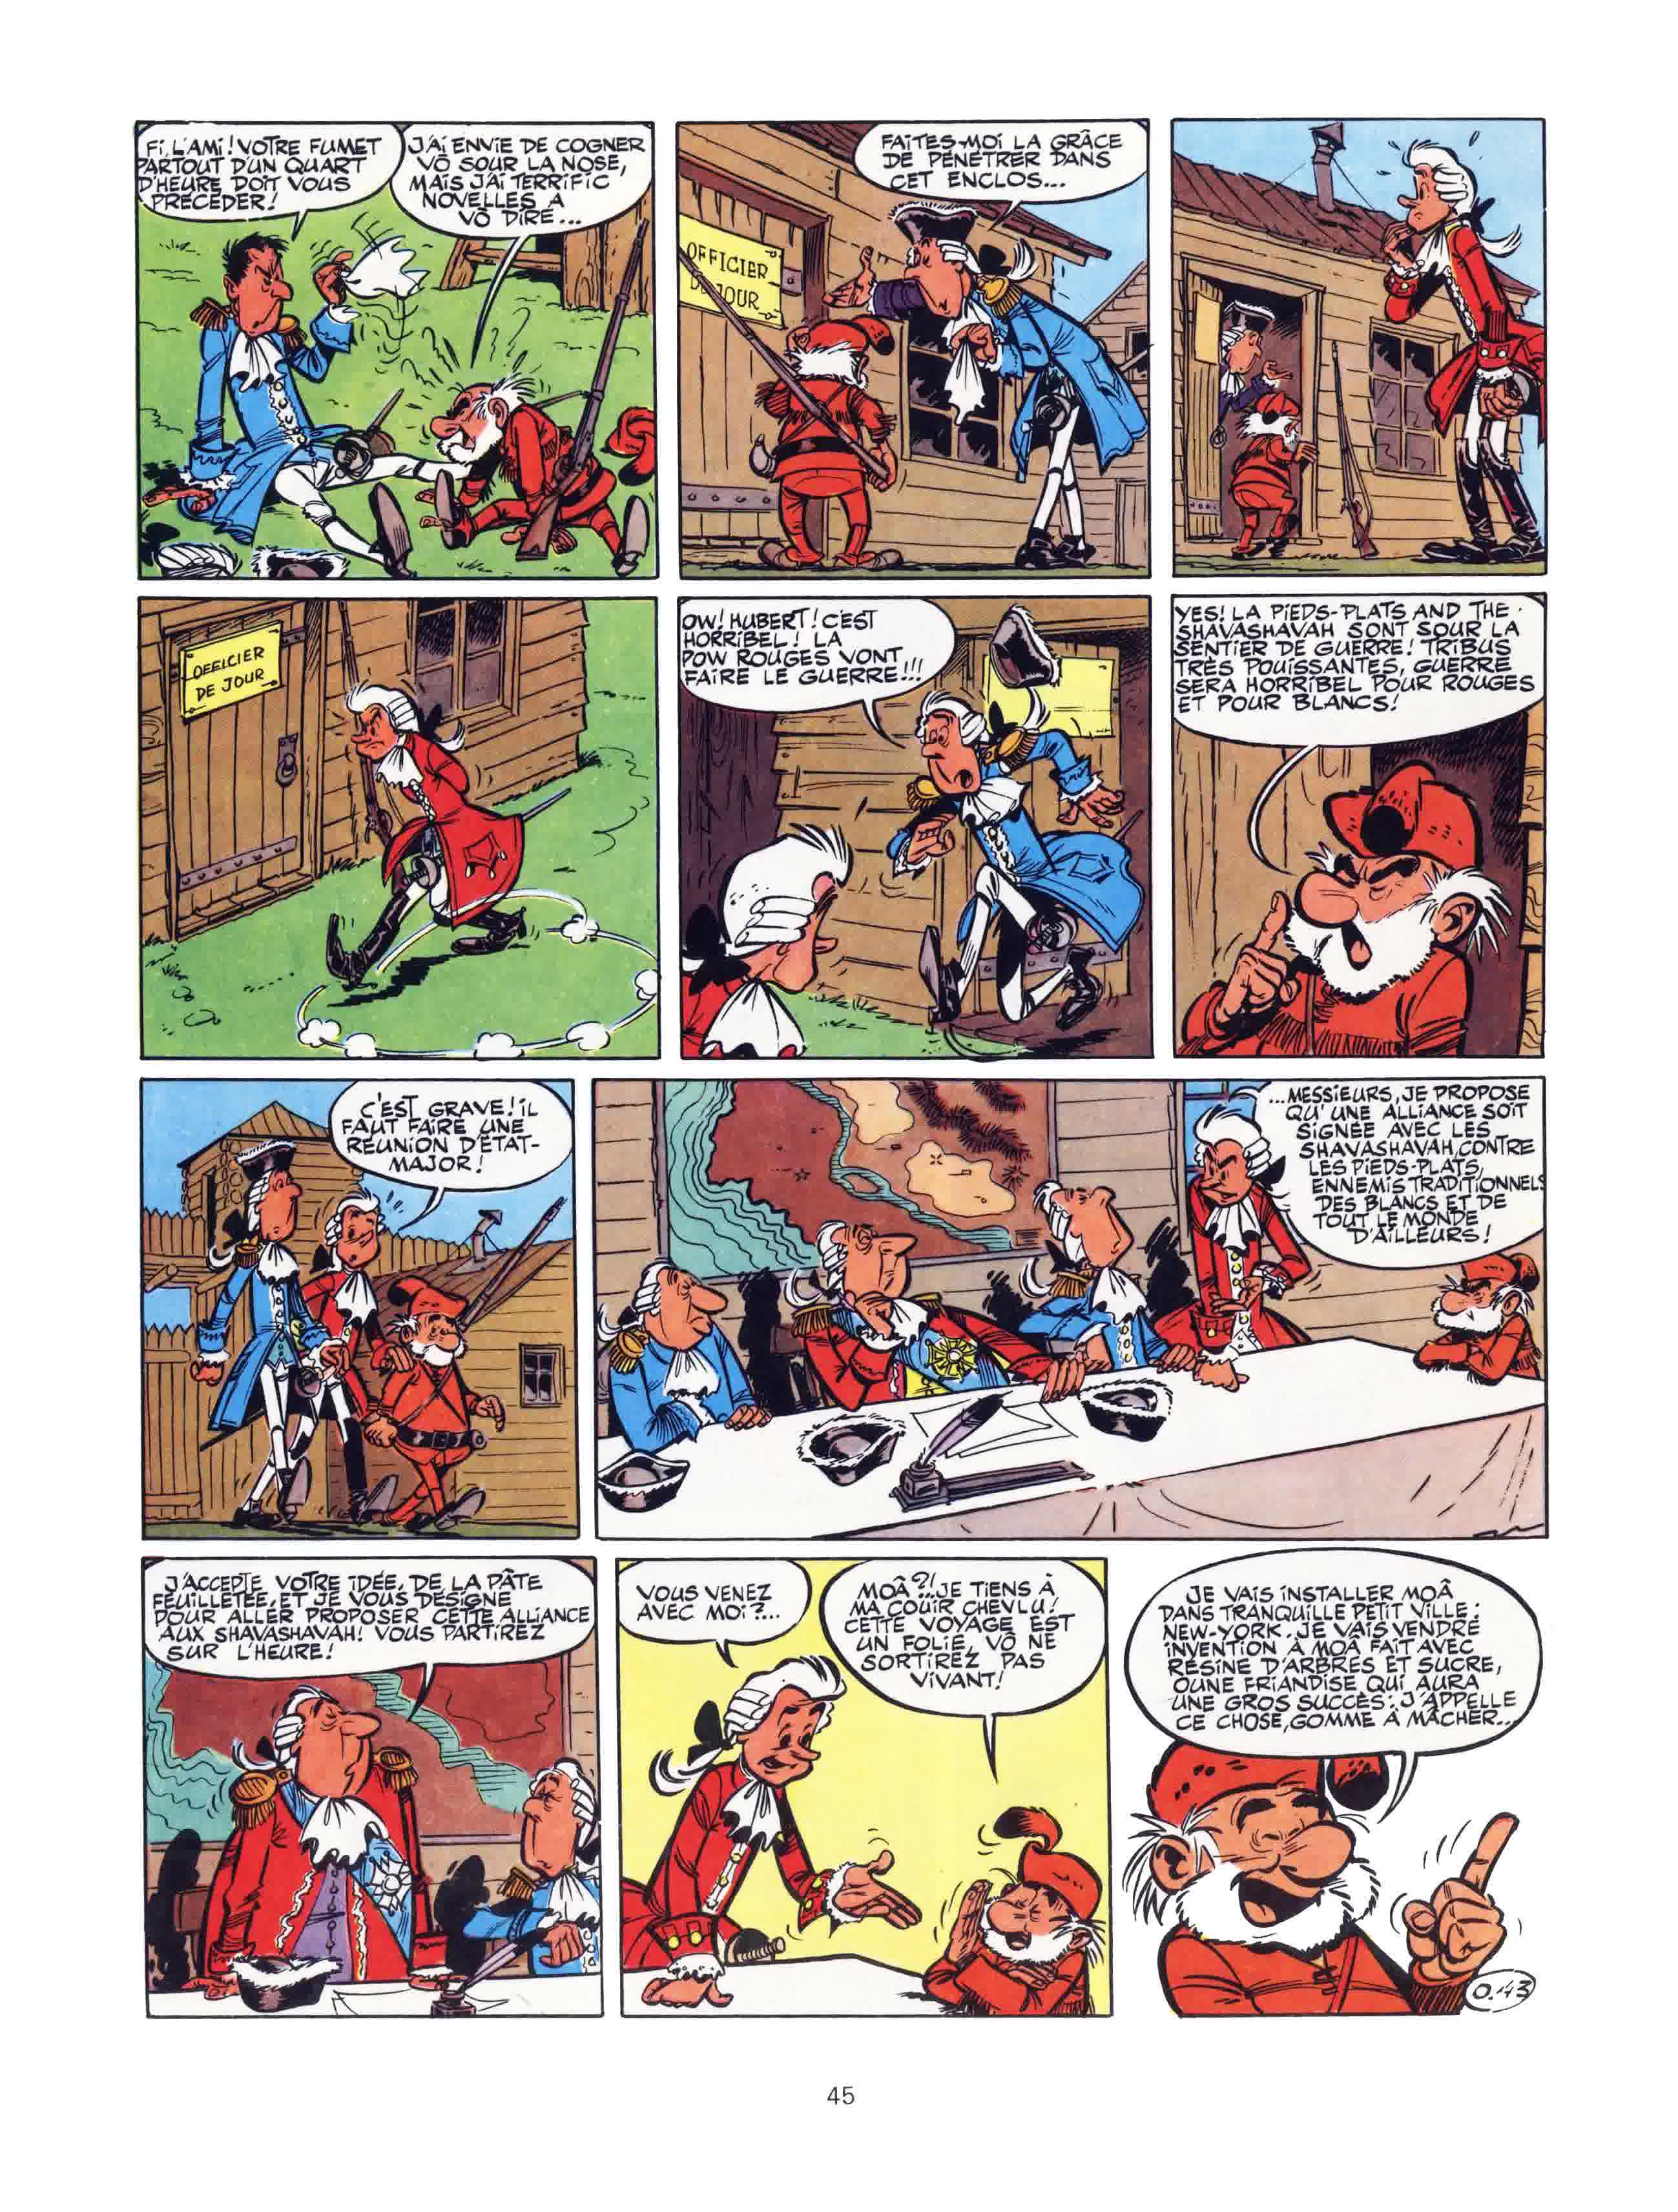 FI, L'AMI! VOTRE FUMET
PARTOUT D'UN QUART
D'HEURE DOIT VOUS
PRÉCÉDER!
J'AI ENVIE DE COGNER
VÔ SOUR LA NOSE,
MAIS J'AI TERRIFIC
NOVELLES À
VÔ DIRE...
FAITES-MOI LA GRÂCE
DE PÉNÉTRER DANS
CET ENCLOS...
OFFICIER
DE JOUR
OFFICIER
DE JOUR
OW! HUBERT! C'EST
HORRIBEL! LA
POW ROUGES VONT
FAIRE LE GUERRE!!!
YES! LA PIEDS-PLATS AND THE
SHAVASHAVAH SONT SOUR LA
SENTIER DE GUERRE! TRIBUS
TRÈS POUISSANTES, GUERRE
SERA HORRIBEL POUR ROUGES
ET POUR BLANCS!
C'EST GRAVE! IL
FAUT FAIRE UNE
RÉUNION D'ÉTAT-
MAJOR!
...MESSIEURS, JE PROPOSE
QU'UNE ALLIANCE SOIT
SIGNÉE AVEC LES
SHAVASHAVAH, CONTRE
LES PIEDS-PLATS,
ENNEMIS TRADITIONNELS
DES BLANCS ET DE
TOUT LE MONDE
D'AILLEURS!
J'ACCEPTE VOTRE IDÉE, DE LA PÂTE
FEUILLETÉE, ET JE VOUS DÉSIGNE
POUR ALLER PROPOSER CETTE ALLIANCE
AUX SHAVASHAVAH! VOUS PARTIREZ
SUR L'HEURE!
VOUS VENEZ
AVEC MOI?...
MOÂ?!.. JE TIENS À
MA COUIR CHEVLU!
CETTE VOYAGE EST
UN FOLIE, VÔ NE
SORTIREZ PAS
VIVANT!
JE VAIS INSTALLER MOÂ
DANS TRANQUILLE PETIT VILLE:
NEW-YORK. JE VAIS VENDRE
INVENTION À MOÂ FAIT AVEC
RÉSINE D'ARBRES ET SUCRE,
OUNE FRIANDISE QUI AURA
UNE GROS SUCCÈS: J'APPELLE
CE CHOSE, GOMME À MÂCHER...
O.43
45